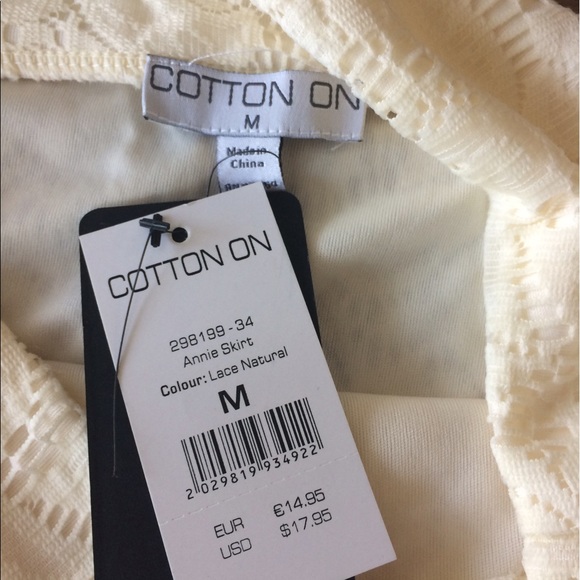 COTTON ON
M
Made in
China
COTTON ON
298199-34
Annie Skirt
Colour: Lace Natural
M
2 029819 934922
EUR €14.95
USD $17.95